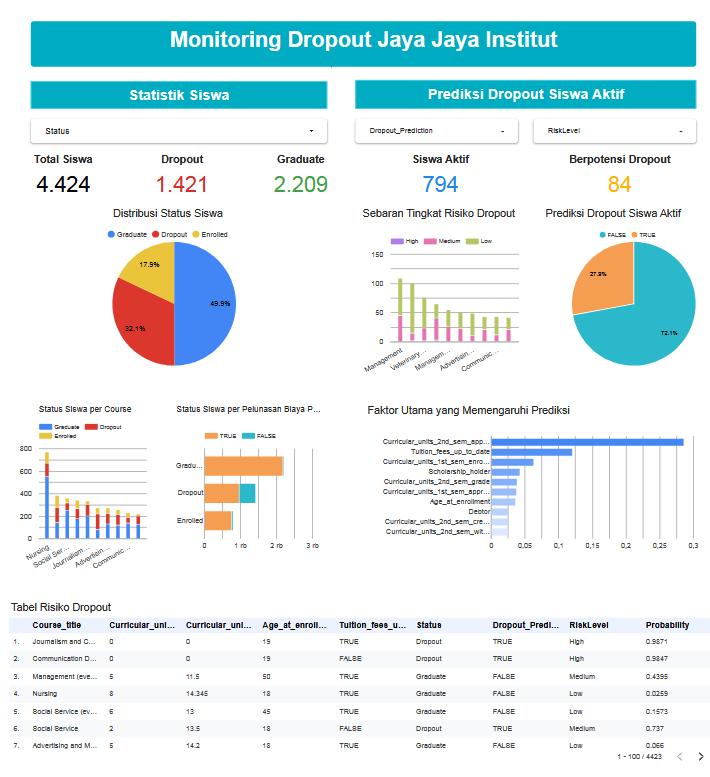 Monitoring Dropout Jaya Jaya Institut
Statistik Siswa
Prediksi Dropout Siswa Aktif
Status
Dropout_Prediction
RiskLevel
Total Siswa Dropout Graduate
4.424 1.421 2.209
Siswa Aktif Berpotensi Dropout
794 84
Distribusi Status Siswa
Graduate Dropout Enrolled
17.9%
49.9%
32.1%
Sebaran Tingkat Risiko Dropout
High Medium Low
150
100
50
0
Management Veterinary... Managem... Advertisin... Communic...
Prediksi Dropout Siswa Aktif
FALSE TRUE
27.9%
72.1%
Status Siswa per Course
Graduate Dropout
Enrolled
800
600
400
200
0
Nursing Social Ser... Journalism... Advertisin... Communic...
Status Siswa per Pelunasan Biaya P...
TRUE FALSE
Gradu...
Dropout
Enrolled
0 1 rb 2 rb 3 rb
Faktor Utama yang Memengaruhi Prediksi
Curricular_units_2nd_sem_app...
Tuition_fees_up_to_date
Curricular_units_1st_sem_enro...
Scholarship_holder
Curricular_units_2nd_sem_grade
Curricular_units_1st_sem_appr...
Age_at_enrollment
Debtor
Curricular_units_2nd_sem_cre...
Curricular_units_2nd_sem_wit...
0 0,05 0,1 0,15 0,2 0,25 0,3
Tabel Risiko Dropout
Course_title Curricular_uni... Curricular_uni... Age_at_enroll... Tuition_fees_u... Status Dropout_Predi... RiskLevel Probability
1. Journalism and C... 0 0 19 TRUE Dropout TRUE High 0.9871
2. Communication D... 0 0 19 FALSE Dropout TRUE High 0.9847
3. Management (eve... 5 11.5 50 TRUE Graduate FALSE Medium 0.4395
4. Nursing 8 14.345 18 TRUE Graduate FALSE Low 0.0259
5. Social Service (ev... 6 13 45 TRUE Graduate FALSE Low 0.1573
6. Social Service 2 13.5 18 FALSE Dropout TRUE Medium 0.737
7. Advertising and M... 5 14.2 18 TRUE Graduate FALSE Low 0.066
1 - 100 / 4423